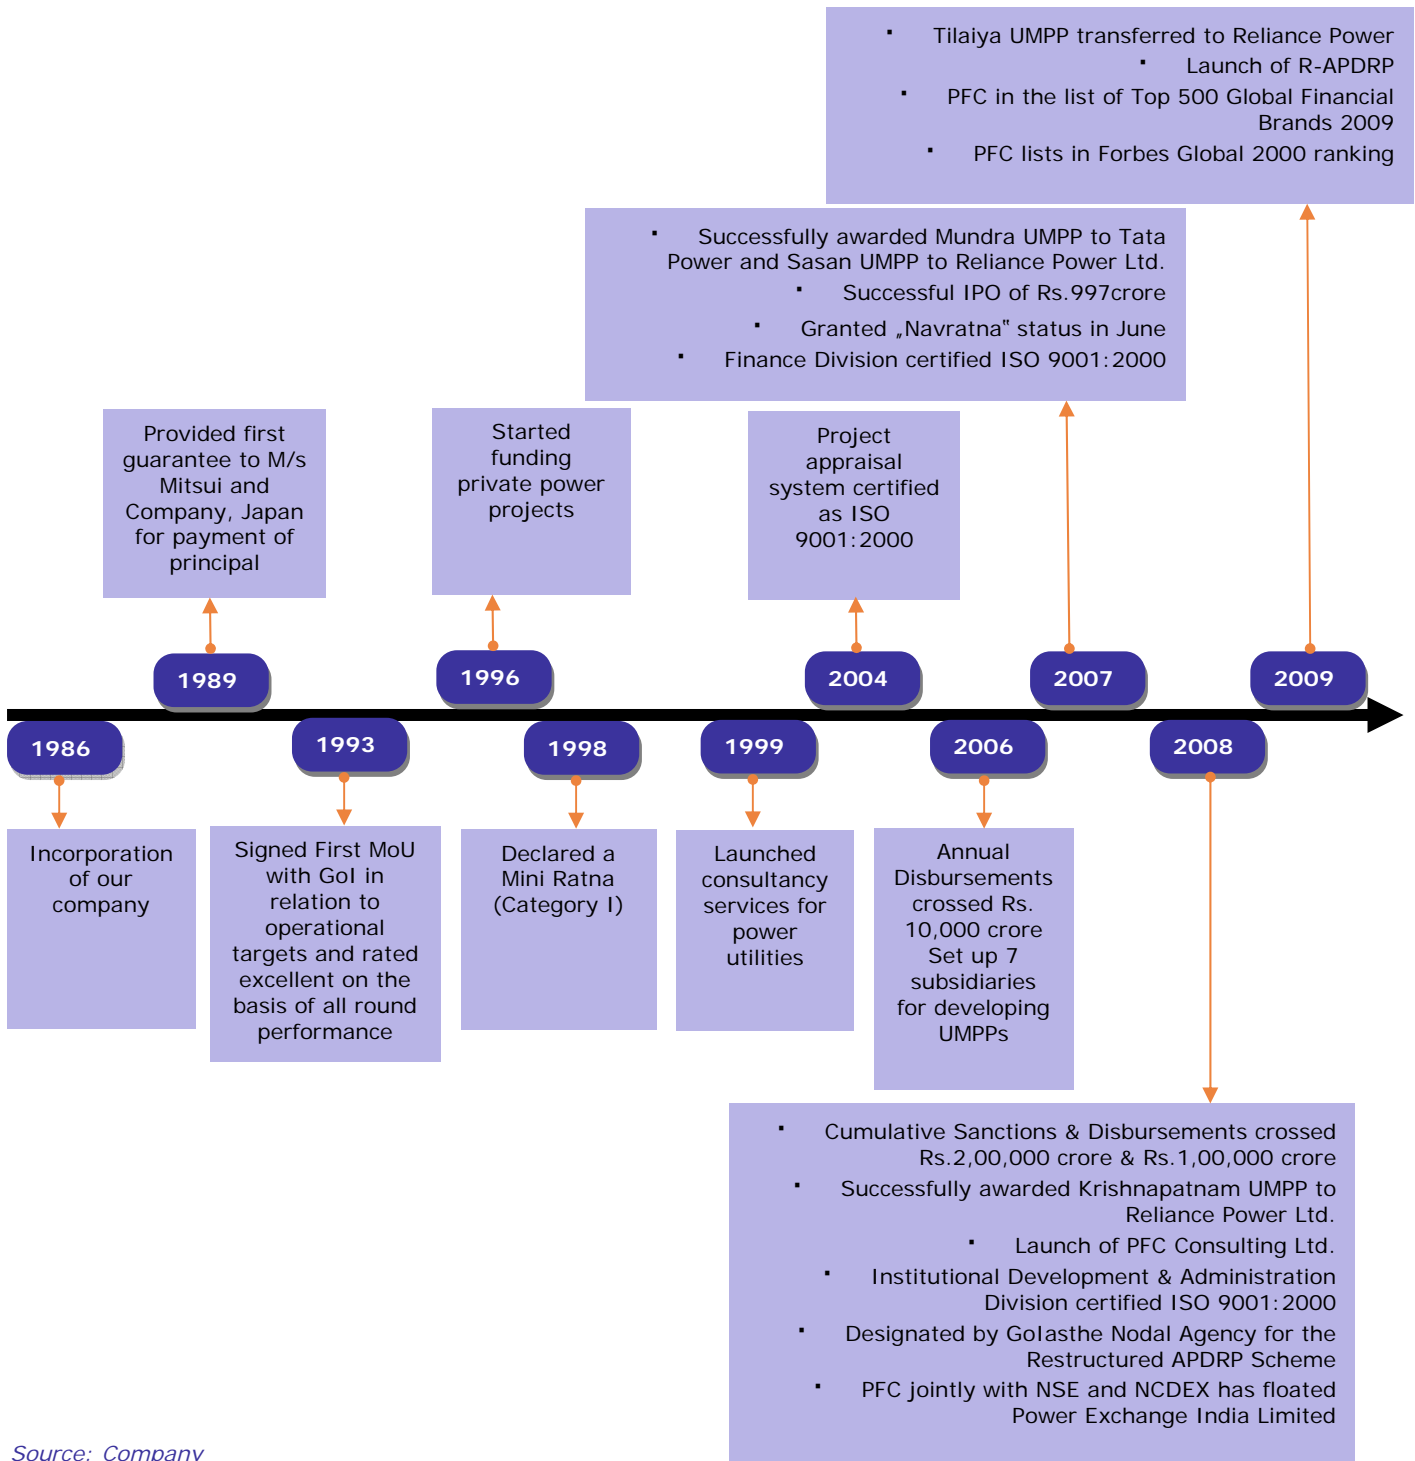 ▪ Tilaiya UMPP transferred to Reliance Power
▪ Launch of R-APDRP
▪ PFC in the list of Top 500 Global Financial
Brands 2009
▪ PFC lists in Forbes Global 2000 ranking
▪ Successfully awarded Mundra UMPP to Tata
Power and Sasan UMPP to Reliance Power Ltd.
▪ Successful IPO of Rs.997crore
▪ Granted „Navratna‟ status in June
▪ Finance Division certified ISO 9001:2000
Provided first
guarantee to M/s
Mitsui and
Company, Japan
for payment of
principal
Started
funding
private power
projects
Project
appraisal
system certified
as ISO
9001:2000
1989
1996
2004
2007
2009
1986
1993
1998
1999
2006
2008
Incorporation
of our
company
Signed First MoU
with GoI in
relation to
operational
targets and rated
excellent on the
basis of all round
performance
Declared a
Mini Ratna
(Category I)
Launched
consultancy
services for
power
utilities
Annual
Disbursements
crossed Rs.
10,000 crore
Set up 7
subsidiaries
for developing
UMPPs
▪ Cumulative Sanctions & Disbursements crossed
Rs.2,00,000 crore & Rs.1,00,000 crore
▪ Successfully awarded Krishnapatnam UMPP to
Reliance Power Ltd.
▪ Launch of PFC Consulting Ltd.
▪ Institutional Development & Administration
Division certified ISO 9001:2000
▪ Designated by GoIasthe Nodal Agency for the
Restructured APDRP Scheme
▪ PFC jointly with NSE and NCDEX has floated
Power Exchange India Limited
Source: Company